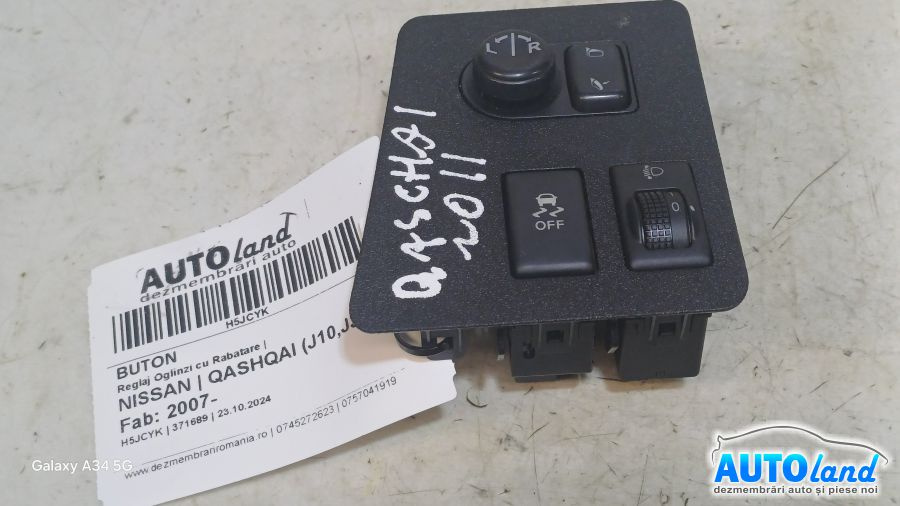 L R
OFF
QASCHAI
2011
AUTOland
dezmembrări auto
H5JCYK
BUTON
Reglaj Oglinzi cu Rabatare |
NISSAN | QASHQAI (J10,J
Fab: 2007-
H5JCYK | 371689 | 23.10.2024
www.dezmembrariromania.ro | 0745272623 | 0757041919
Galaxy A34 5G
AUTOland
dezmembrări auto și piese noi